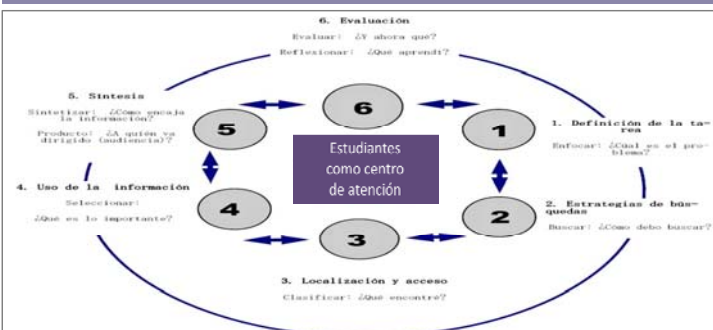 6. Evaluación
Evaluar: ¿Y ahora qué?
Reflexionar: ¿Qué aprendí?
5. Síntesis
Sintetizar: ¿Cómo encaja
la información?
Producto: ¿A quién va
dirigido (audiencia)?
6
5
1
1. Definición de la ta-
rea
Enfocar: ¿Cúal es el pro-
blema?
Estudiantes
como centro
de atención
4. Uso de la información
Seleccionar:
¿Qué es lo importante?
4
2
2. Estrategias de bús-
quedas
Buscar: ¿Cómo debo buscar?
3
3. Localización y acceso
Clasificar: ¿Qué encontré?